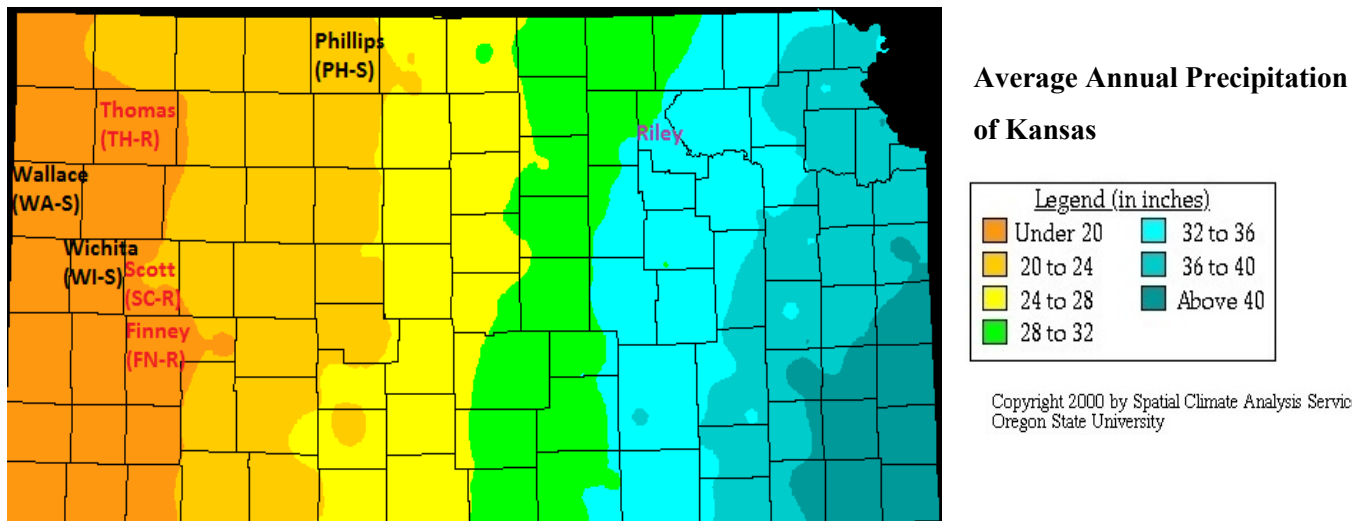 Phillips
(PH-S)
Thomas
(TH-R)
Riley
Wallace
(WA-S)
Wichita
(WI-S)
Scott
(SC-R)
Finney
(FN-R)
Average Annual Precipitation
of Kansas
Legend (in inches)
Under 20
32 to 36
20 to 24
36 to 40
24 to 28
Above 40
28 to 32
Copyright 2000 by Spatial Climate Analysis Servic
Oregon State University